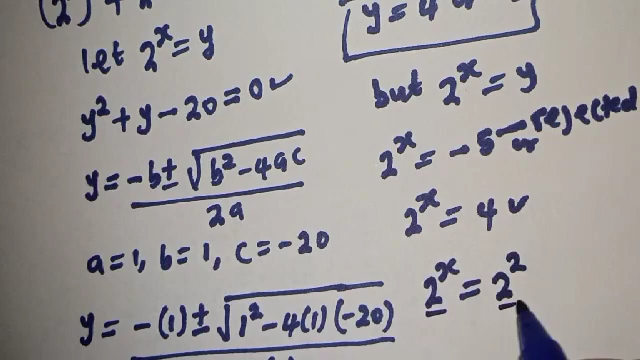 (2
let 2^x = y
y² + y - 20 = 0 ✓
y = -b ± √b² - 4ac
2a
a = 1, b = 1, c = -20
y = -(1) ± √1² - 4(1)(-20)
y = 4
but 2^x = y
2^x = -5 — rejected
2^x = 4 ✓
2^x = 2²